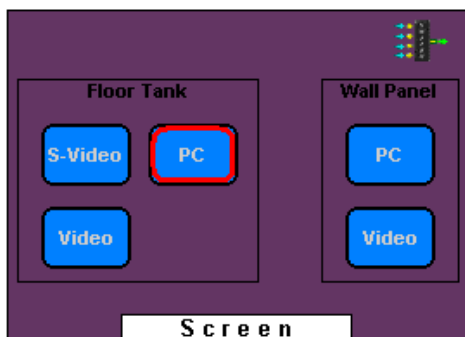 Floor Tank
S-Video
PC
Video
Wall Panel
PC
Video
Screen